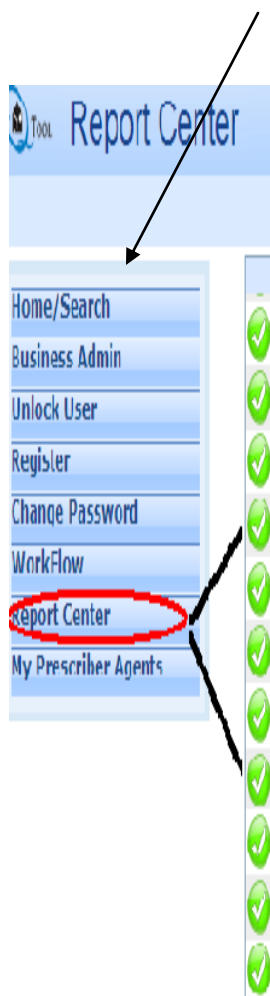 TOOL Report Center
Home/Search
Business Admin
Unlock User
Register
Change Password
WorkFlow
Report Center
My Prescriber Agents